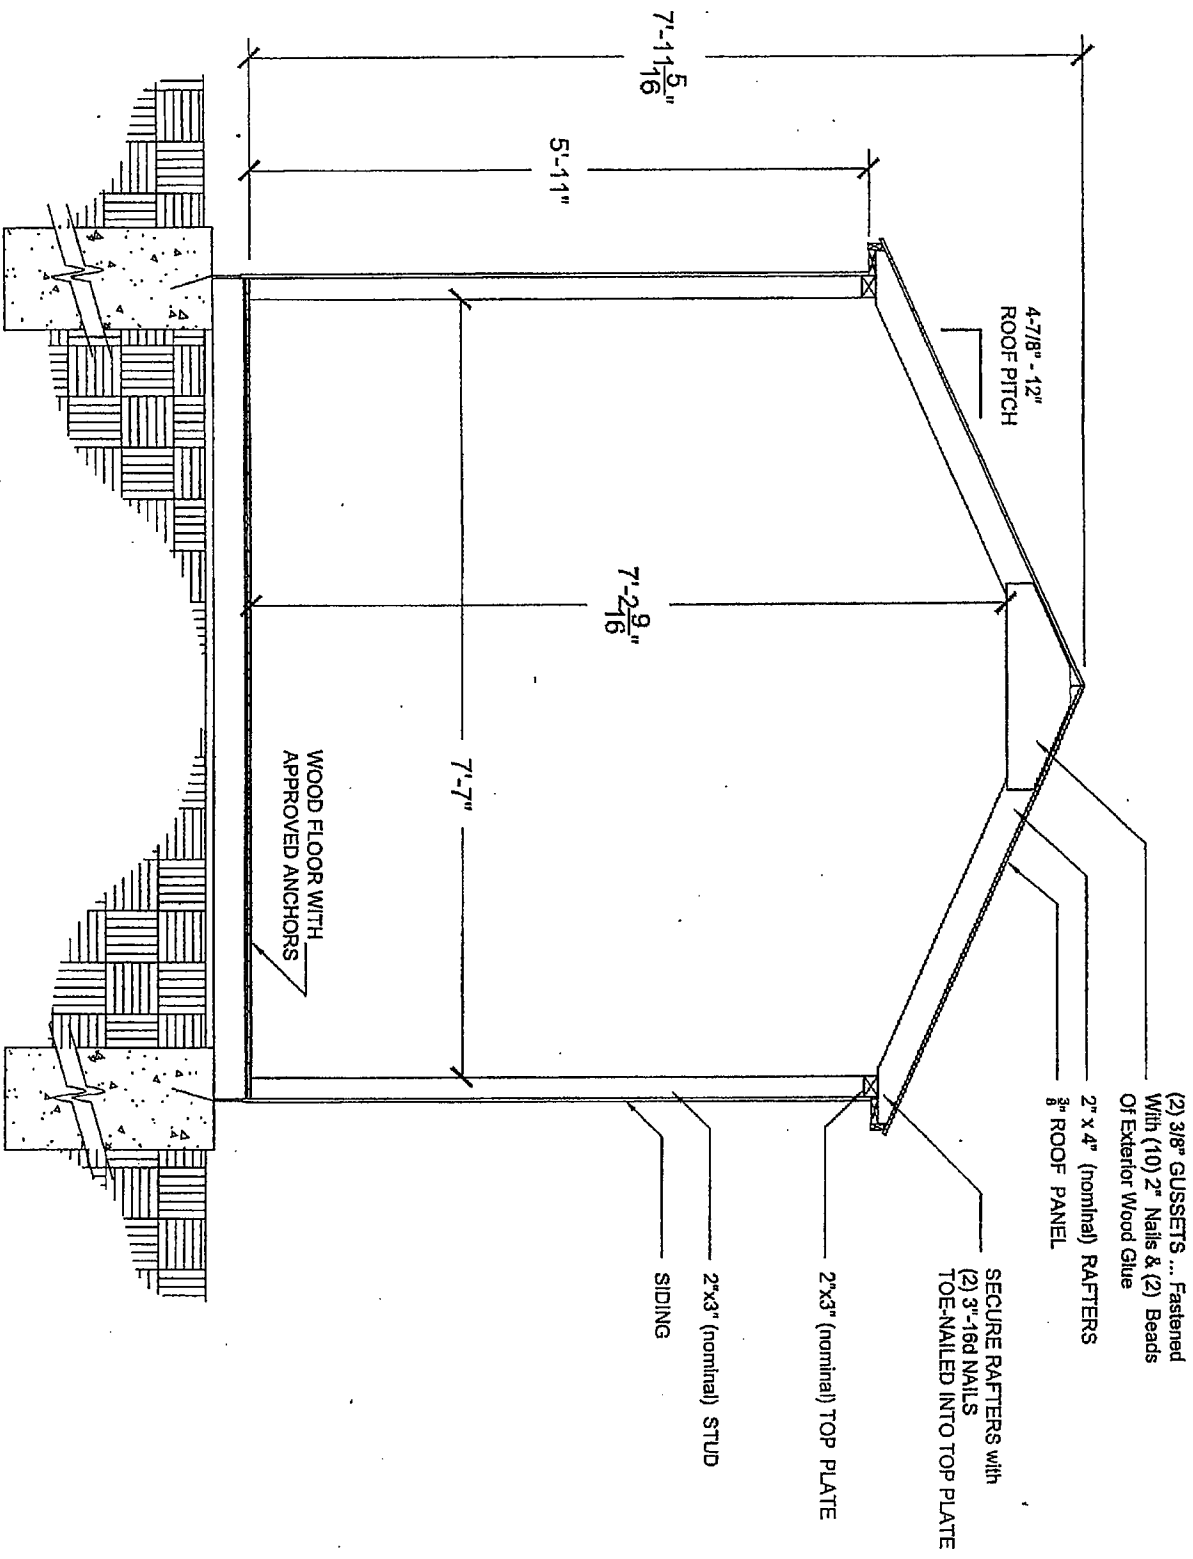 (2) 3/8" GUSSETS ... Fastened
With (10) 2" Nails & (2) Beads
Of Exterior Wood Glue
2" x 4" (nominal) RAFTERS
3/8" ROOF PANEL
SECURE RAFTERS with
(2) 3"-16d NAILS
TOE-NAILED INTO TOP PLATE
2"x3" (nominal) TOP PLATE
2"x3" (nominal) STUD
SIDING
4-7/8" - 12"
ROOF PITCH
7'-11 5/16"
5'-11"
7'-2 9/16"
7'-7"
WOOD FLOOR WITH
APPROVED ANCHORS